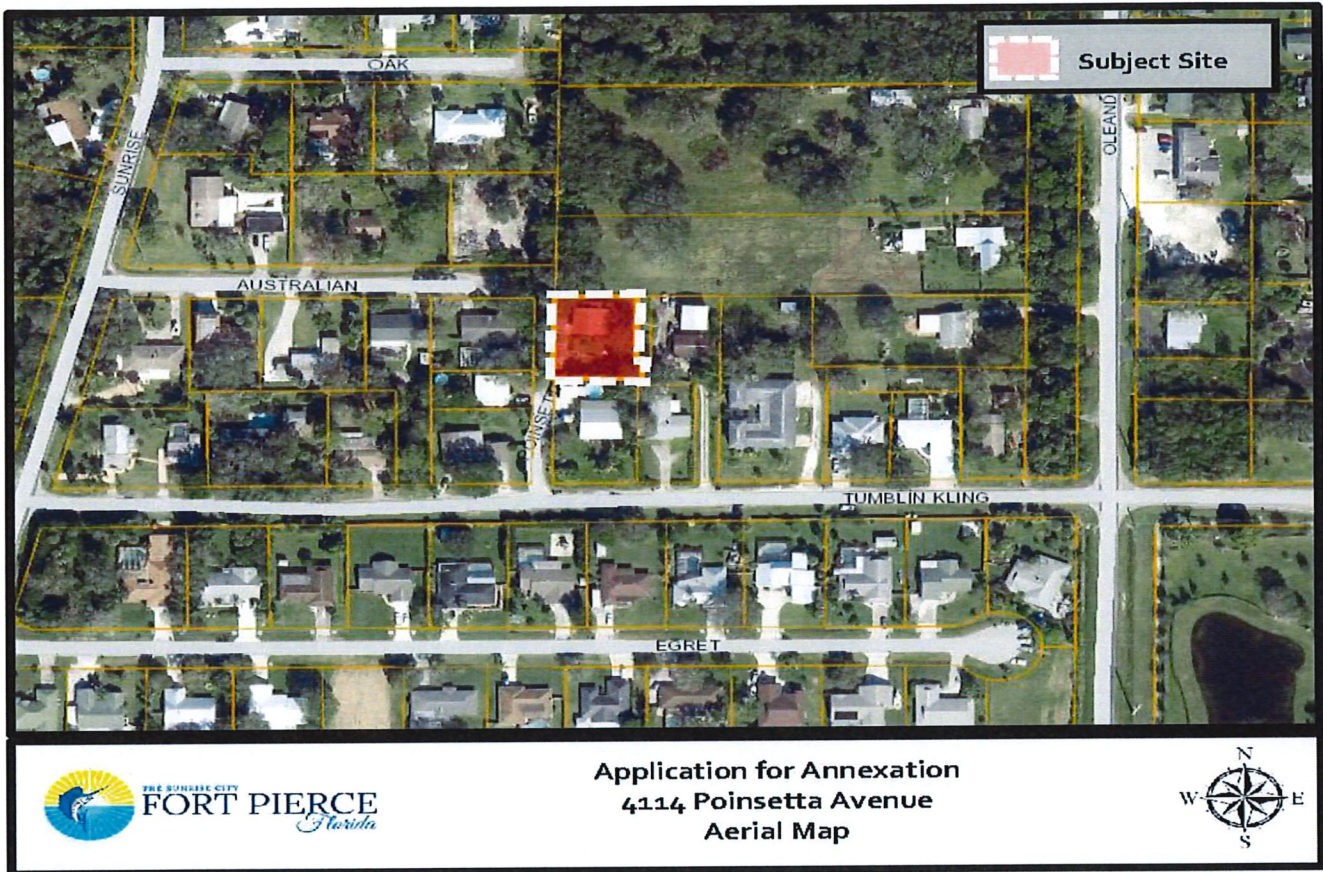 OAK
Subject Site
SUNRISE
OLEAND
AUSTRALIAN
TUMBLIN KLING
EGRET
THE SUNRISE CITY
FORT PIERCE
Florida
Application for Annexation
4114 Poinsetta Avenue
Aerial Map
N
W
E
S